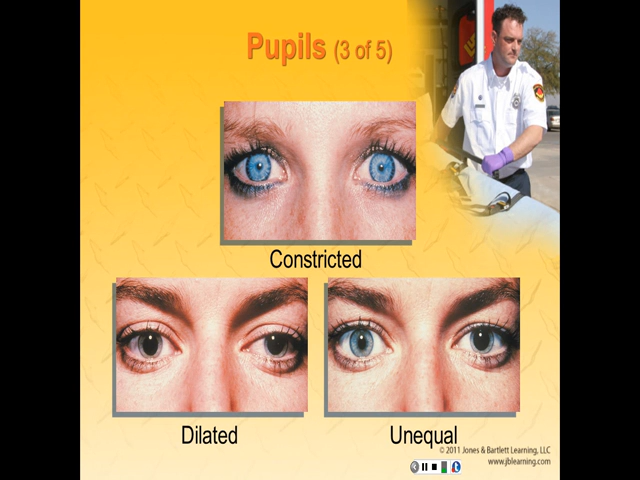 Pupils (3 of 5)
Constricted
Dilated
Unequal
© 2011 Jones & Bartlett Learning, LLC
www.jblearning.com